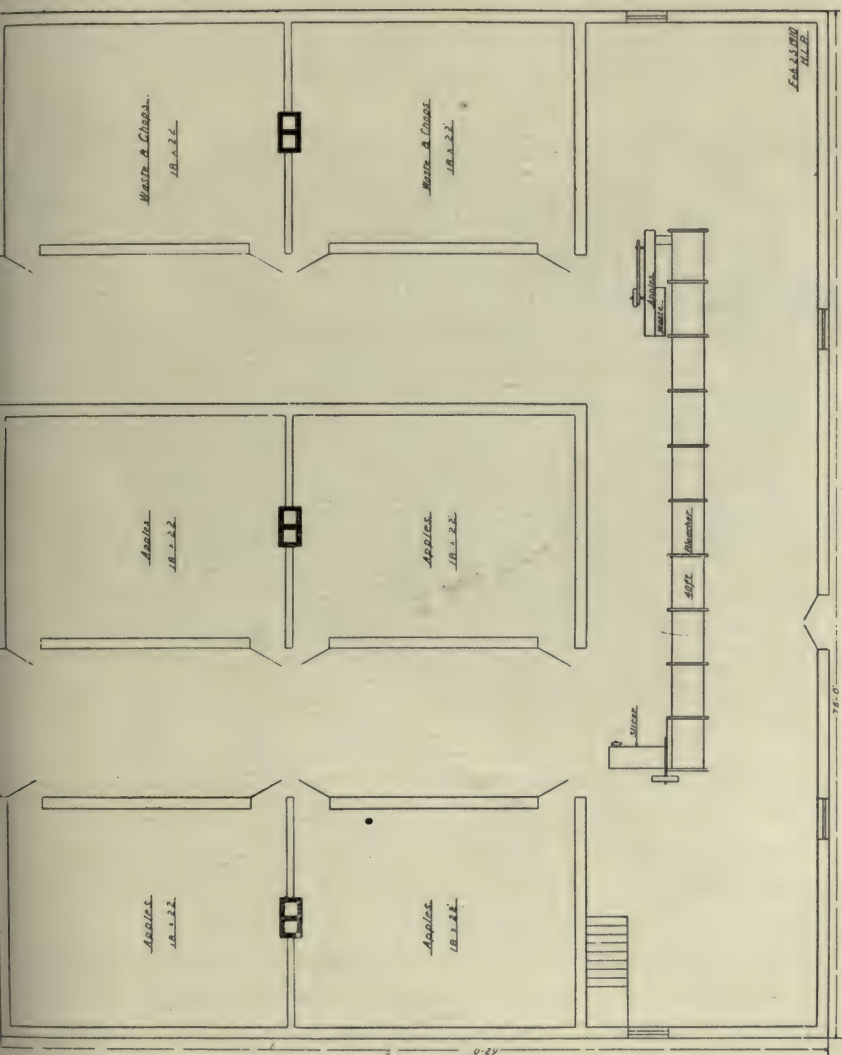 Feb 25 1910
H.L.P.
Waste & Chops
18 x 22
Waste & Chops
18 x 22'
Apples
Waste
Apples
18 x 22
Apples
18 x 22'
Bleacher
40 ft
Slicer
Apples
18 x 22
Apples
18 x 22'
76-0"